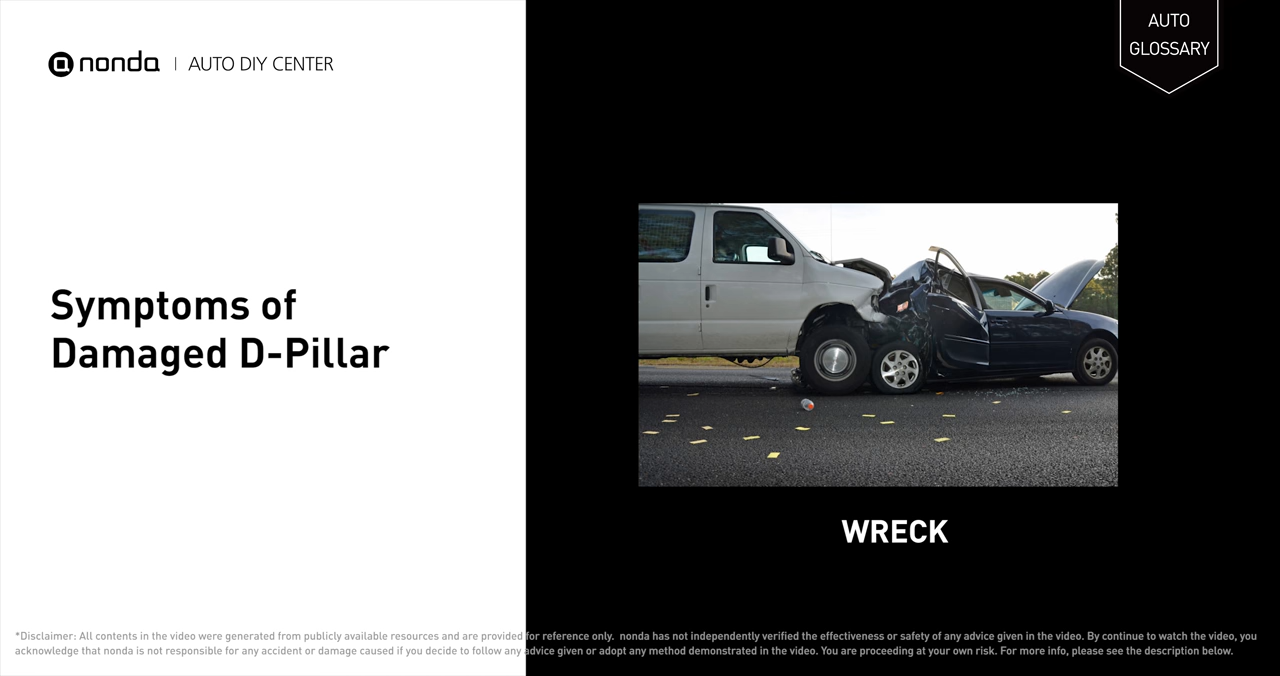 nonda | AUTO DIY CENTER
AUTO
GLOSSARY
Symptoms of
Damaged D-Pillar
WRECK
*Disclaimer: All contents in the video were generated from publicly available resources and are provided for reference only.  nonda has not independently verified the effectiveness or safety of any advice given in the video. By continue to watch the video, you
acknowledge that nonda is not responsible for any accident or damage caused if you decide to follow any advice given or adopt any method demonstrated in the video. You are proceeding at your own risk. For more info, please see the description below.